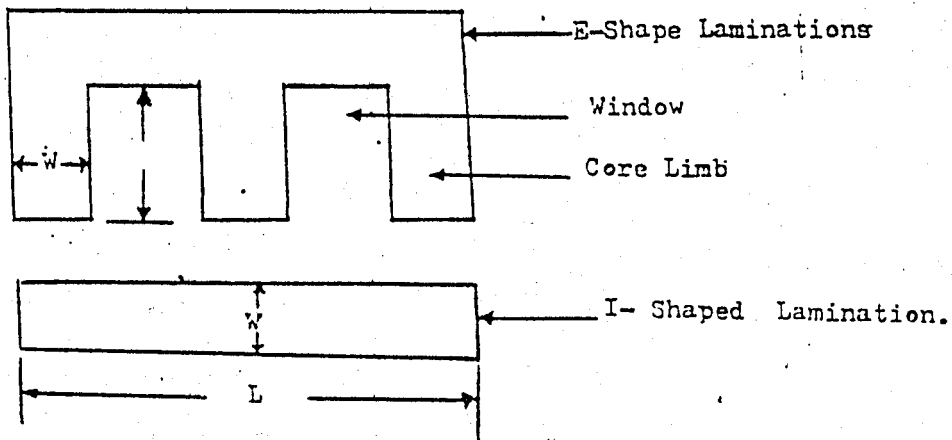 E-Shape Laminations
Window
W
Core Limb
W
I- Shaped Lamination.
L